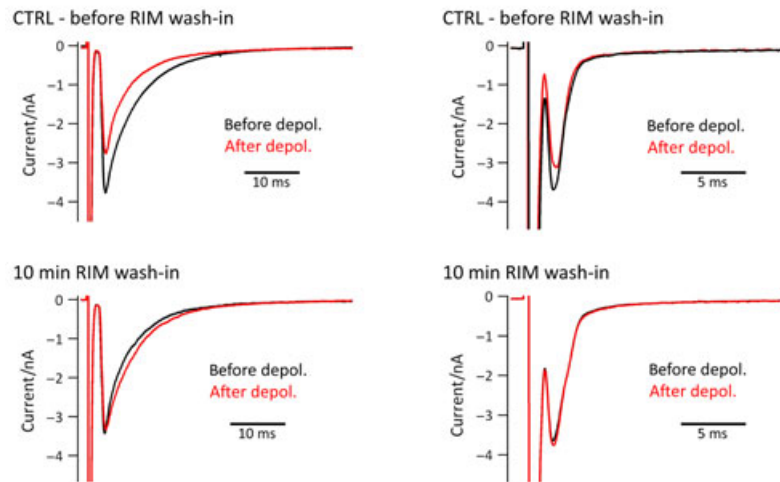 CTRL - before RIM wash-in
0
−1
−2
−3
−4
Current/nA
Before depol.
After depol.
10 ms
CTRL - before RIM wash-in
0
−1
−2
−3
−4
Current/nA
Before depol.
After depol.
5 ms
10 min RIM wash-in
0
−1
−2
−3
−4
Current/nA
Before depol.
After depol.
10 ms
10 min RIM wash-in
0
−1
−2
−3
−4
Current/nA
Before depol.
After depol.
5 ms